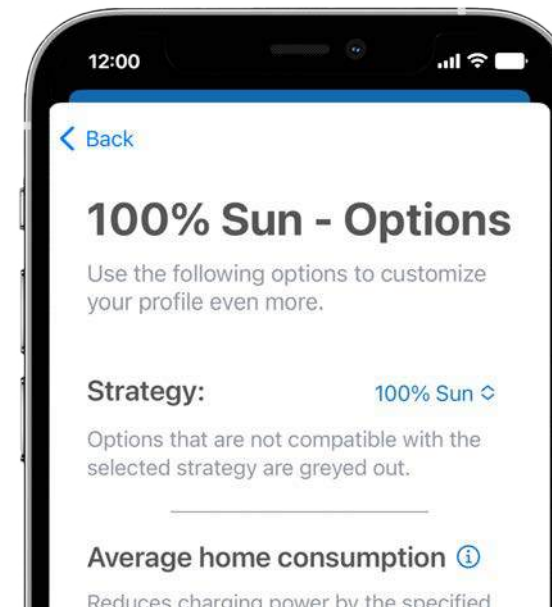 12:00
Back
100% Sun - Options
Use the following options to customize
your profile even more.
Strategy:
100% Sun
Options that are not compatible with the
selected strategy are greyed out.
Average home consumption
Reduces charging power by the specified